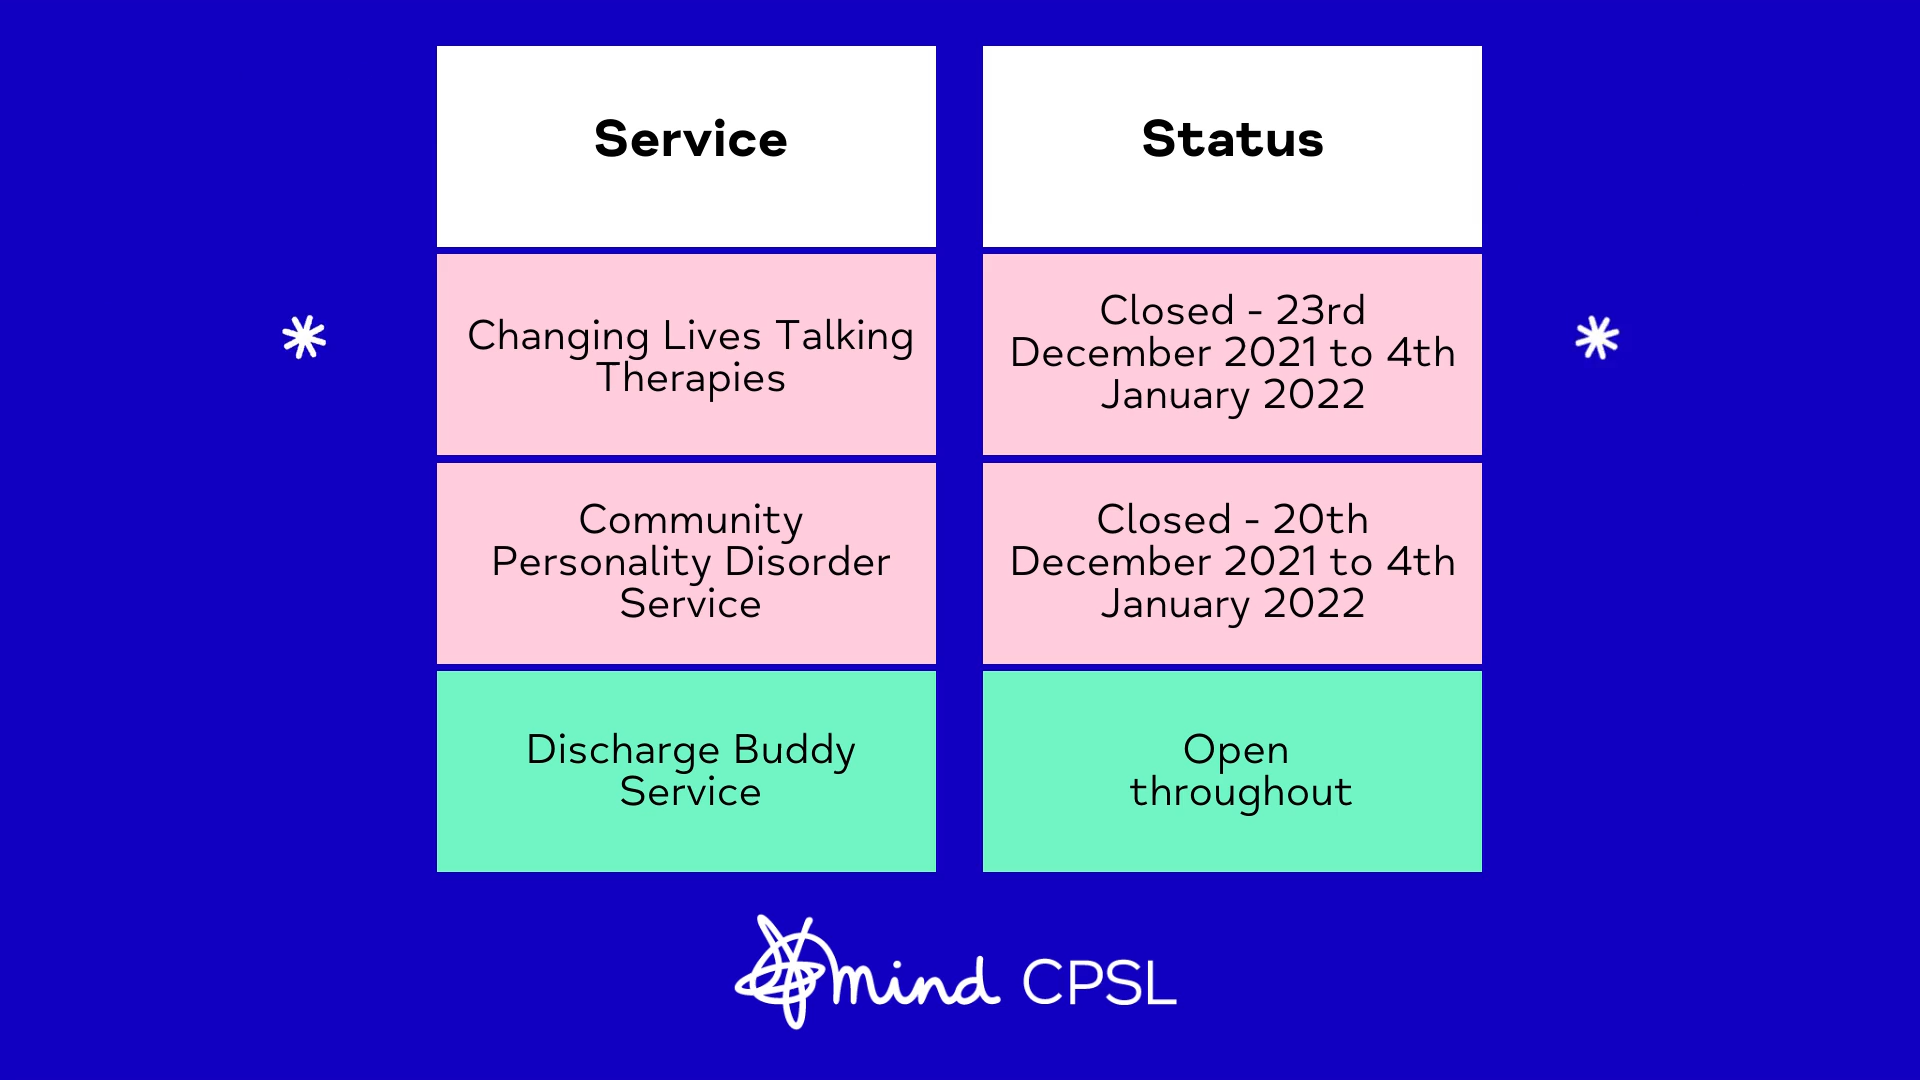 Service
Status
Changing Lives Talking
Therapies
Closed - 23rd
December 2021 to 4th
January 2022
Community
Personality Disorder
Service
Closed - 20th
December 2021 to 4th
January 2022
Discharge Buddy
Service
Open
throughout
mind CPSL